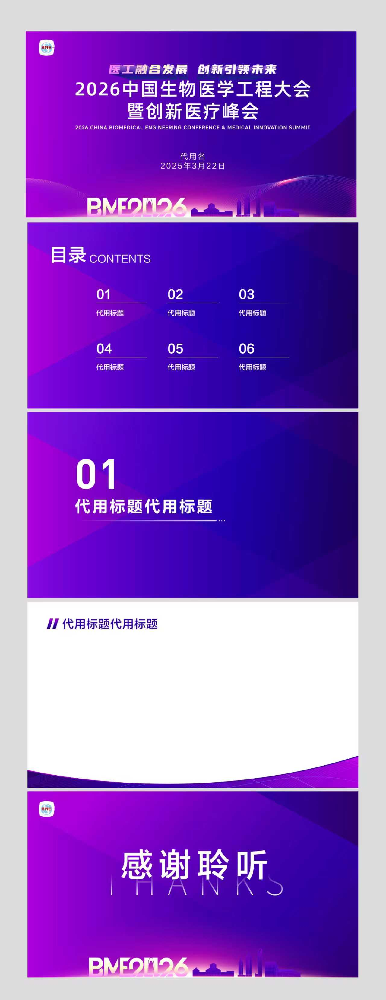 BME
医工融合发展 创新引领未来
2026中国生物医学工程大会
暨创新医疗峰会
2026 CHINA BIOMEDICAL ENGINEERING CONFERENCE & MEDICAL INNOVATION SUMMIT
代用名
2025年3月22日
BME2026
目录 CONTENTS
01 02 03
代用标题 代用标题 代用标题
04 05 06
代用标题 代用标题 代用标题
01
代用标题代用标题
代用标题代用标题
BME
感谢聆听
THANKS
BME2026